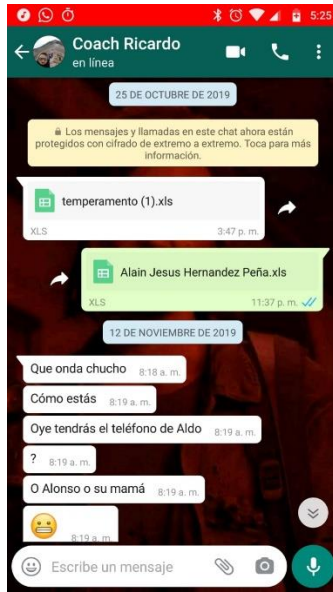 5:25
Coach Ricardo
en línea
25 DE OCTUBRE DE 2019
Los mensajes y llamadas en este chat ahora están
protegidos con cifrado de extremo a extremo. Toca para más
información.
temperamento (1).xls
XLS 3:47 p. m.
Alain Jesus Hernandez Peña.xls
XLS 11:37 p. m.
12 DE NOVIEMBRE DE 2019
Que onda chucho 8:18 a. m.
Cómo estás 8:19 a. m.
Oye tendrás el teléfono de Aldo 8:19 a. m.
? 8:19 a. m.
O Alonso o su mamá 8:19 a. m.
8:19 a. m.
Escribe un mensaje